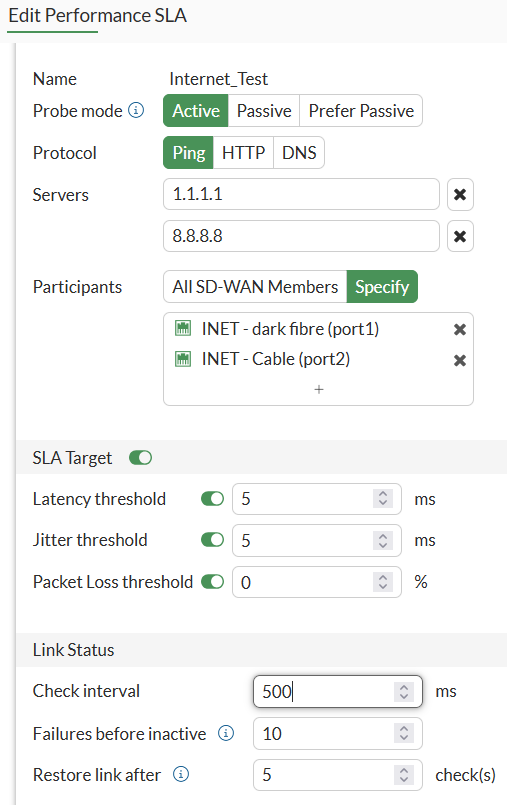 Edit Performance SLA
Name Internet_Test
Probe mode Active Passive Prefer Passive
Protocol Ping HTTP DNS
Servers 1.1.1.1
8.8.8.8
Participants All SD-WAN Members Specify
INET - dark fibre (port1)
INET - Cable (port2)
+
SLA Target
Latency threshold 5 ms
Jitter threshold 5 ms
Packet Loss threshold 0 %
Link Status
Check interval 500 ms
Failures before inactive 10
Restore link after 5 check(s)